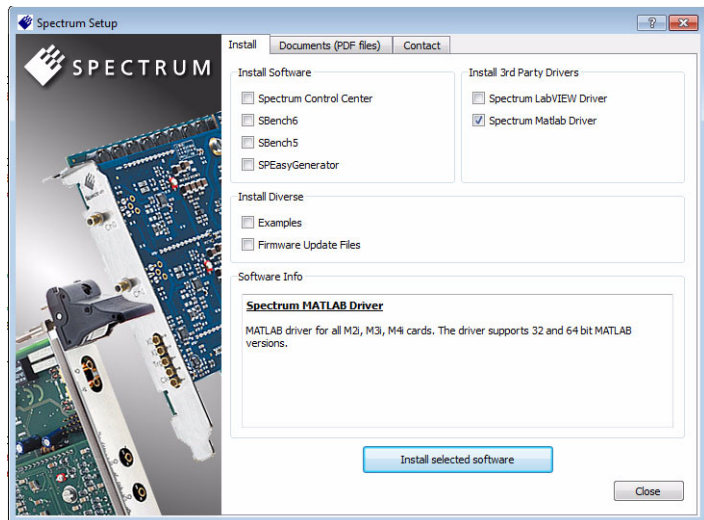 Spectrum Setup
SPECTRUM
Install
Documents (PDF files)
Contact
Install Software
Spectrum Control Center
SBench6
SBench5
SPEasyGenerator
Install 3rd Party Drivers
Spectrum LabVIEW Driver
Spectrum Matlab Driver
Install Diverse
Examples
Firmware Update Files
Software Info
Spectrum MATLAB Driver
MATLAB driver for all M2i, M3i, M4i cards. The driver supports 32 and 64 bit MATLAB
versions.
Install selected software
Close